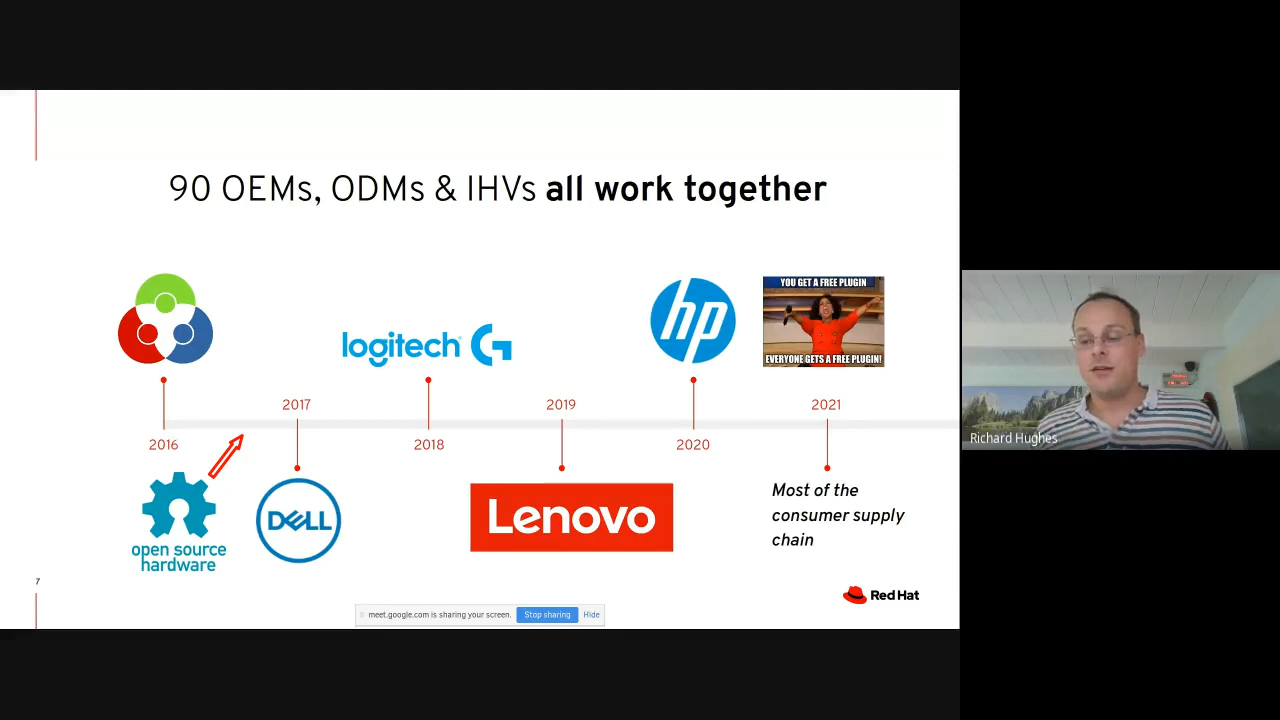 90 OEMs, ODMs & IHVs all work together
logitech
hp
YOU GET A FREE PLUGIN
EVERYONE GETS A FREE PLUGIN!
2017
2019
2021
2016
2018
2020
open source
hardware
DELL
Lenovo
Most of the
consumer supply
chain
7
Red Hat
meet.google.com is sharing your screen.
Stop sharing
Hide
Richard Hughes